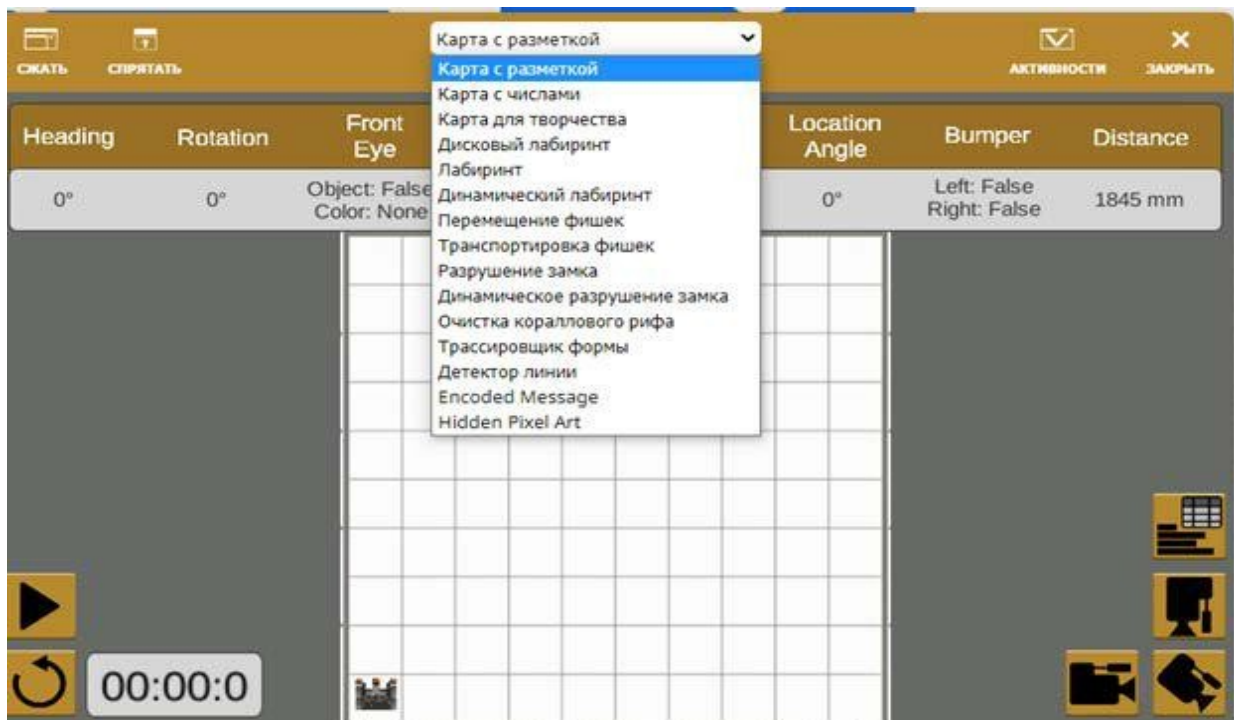 Карта с разметкой
СЖАТЬ
СПРЯТАТЬ
АКТИВНОСТИ
ЗАКРЫТЬ
Карта с разметкой
Карта с числами
Карта для творчества
Дисковый лабиринт
Лабиринт
Динамический лабиринт
Перемещение фишек
Транспортировка фишек
Разрушение замка
Динамическое разрушение замка
Очистка кораллового рифа
Трассировщик формы
Детектор линии
Encoded Message
Hidden Pixel Art
Heading
Rotation
Front
Eye
Location
Angle
Bumper
Distance
0°
0°
Object: False
Color: None
0°
Left: False
Right: False
1845 mm
00:00:0